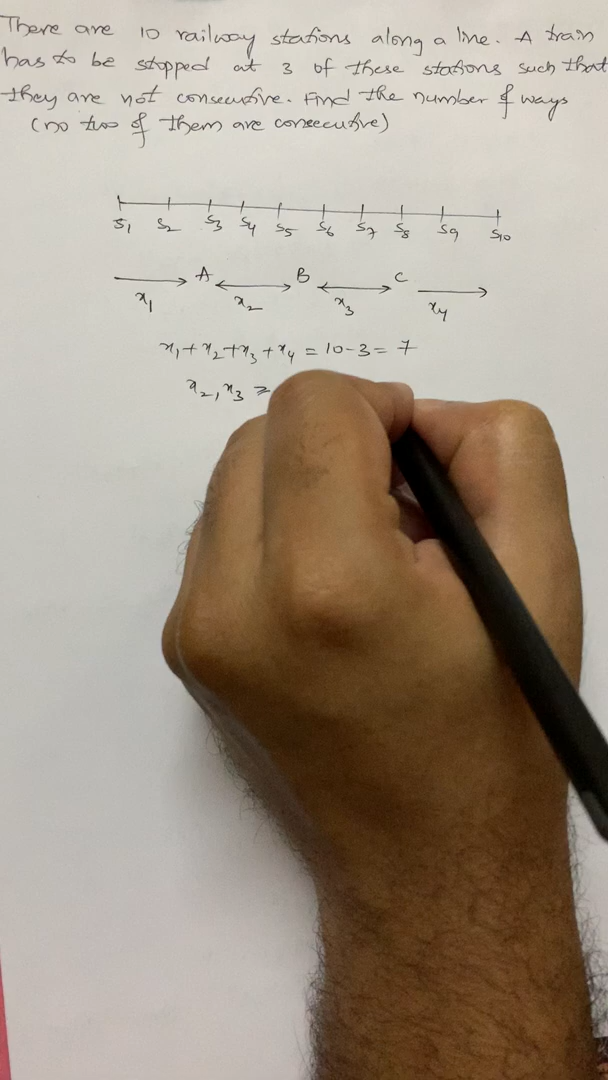 There are 10 railway stations along a line. A train
has to be stopped at 3 of these stations such that
they are not consecutive. Find the number of ways
(no two of them are consecutive)
S₁ S₂ S₃ S₄ S₅ S₆ S₇ S₈ S₉ S₁₀
A B C
x₁ x₂ x₃ x₄
x₁+x₂+x₃+x₄ = 10-3 = 7
x₂, x₃ ≥